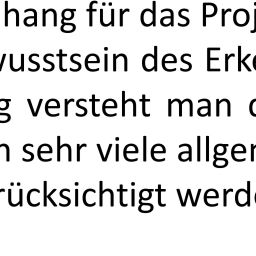 hang für das Proj
wusstsein des Erke
g versteht man d
n sehr viele allgem
rücksichtigt werde